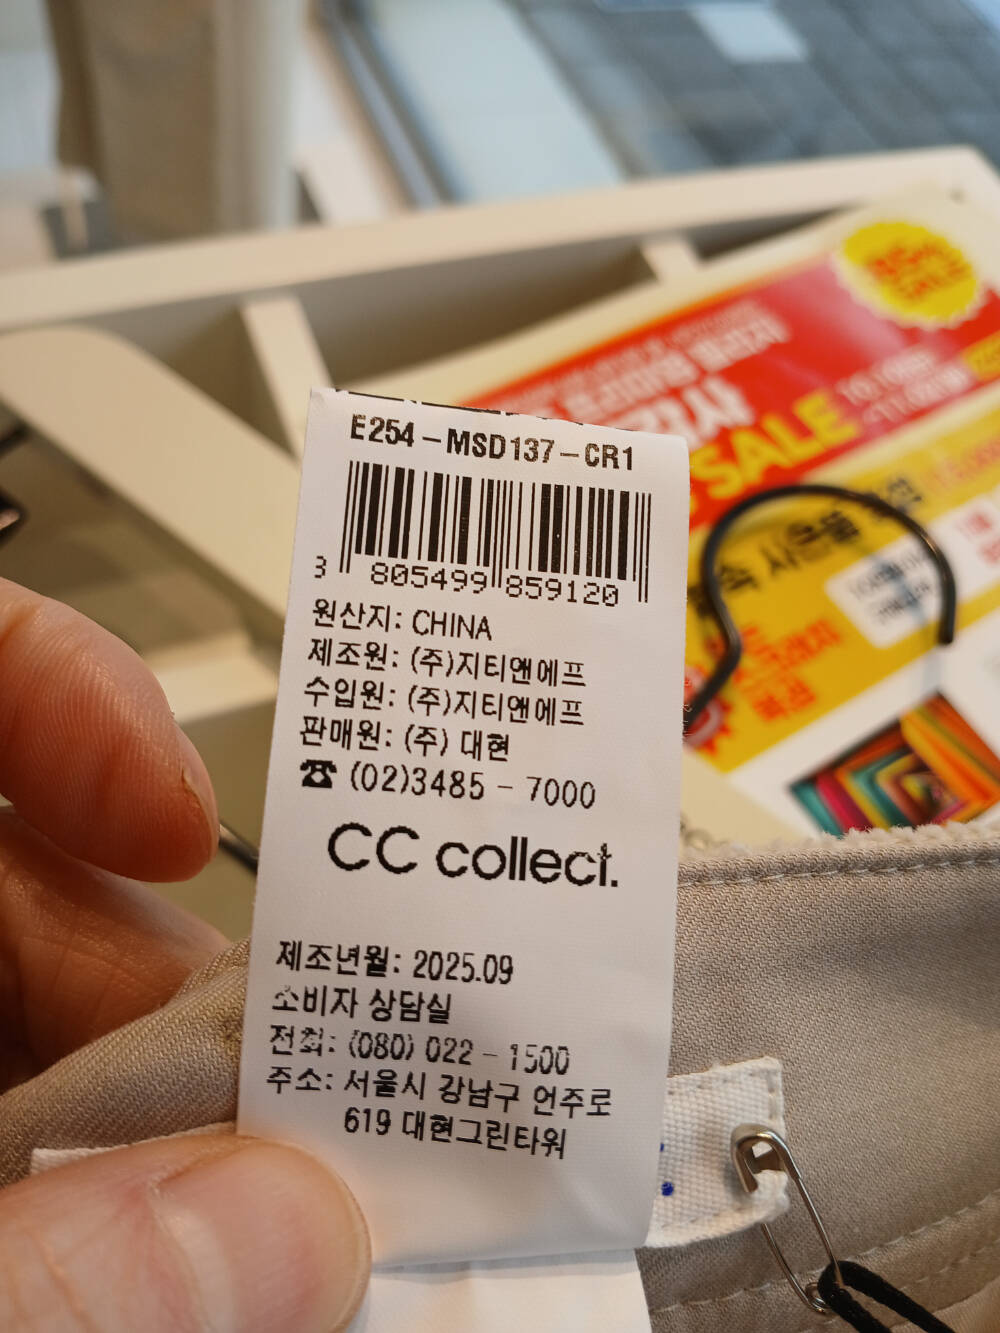 E254-MSD137-CR1
3 805499 859120
원산지: CHINA
제조원: (주)지티앤에프
수입원: (주)지티앤에프
판매원: (주) 대현
☎ (02)3485 - 7000
CC collect.
제조년월: 2025.09
소비자 상담실
전화: (080) 022 - 1500
주소: 서울시 강남구 언주로
619 대현그린타워
SALE
SALE